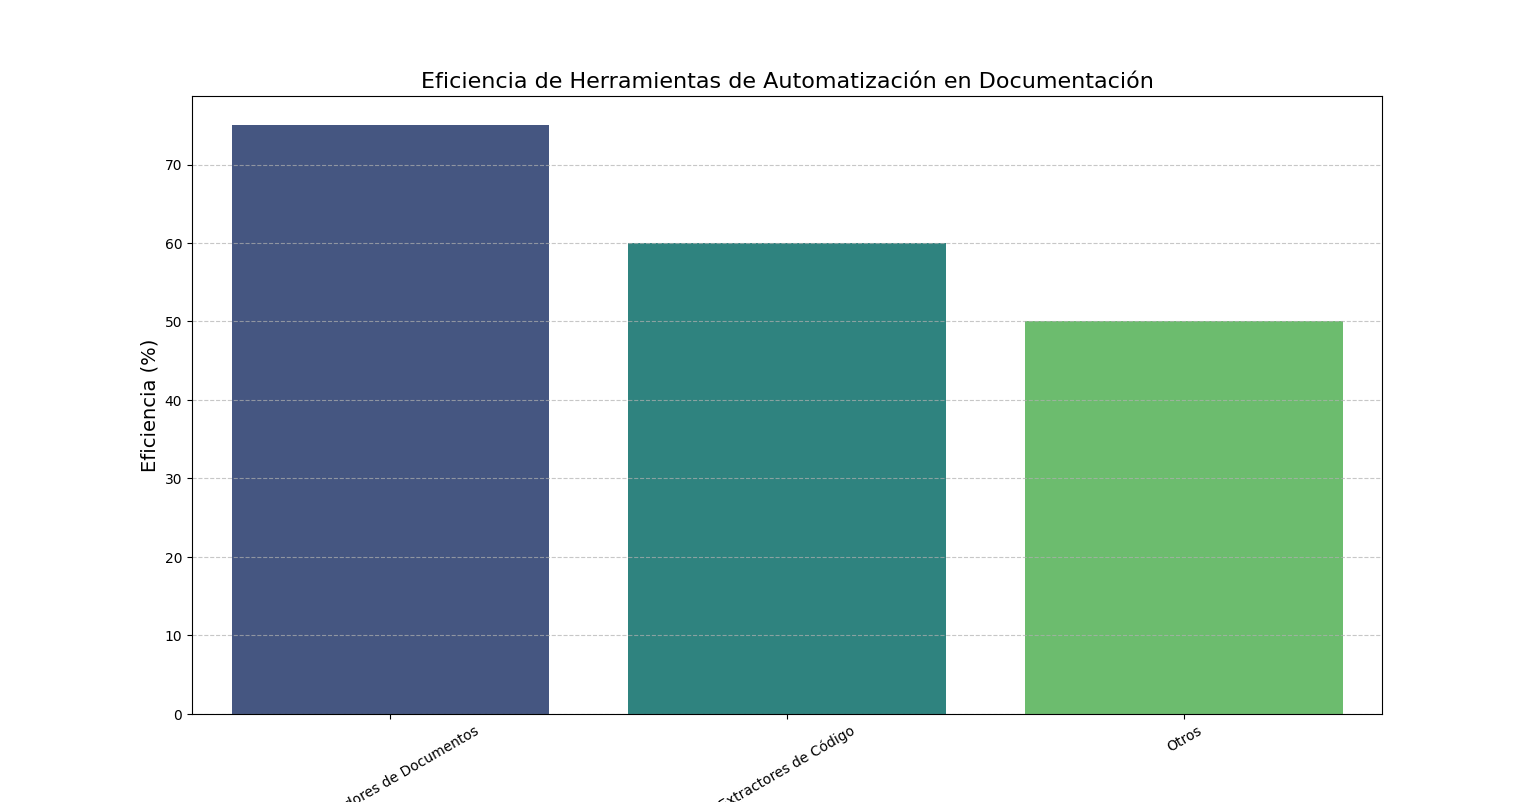 Eficiencia de Herramientas de Automatización en Documentación
Eficiencia (%)
70
60
50
40
30
20
10
0
de Documentos
Extractores de Código
Otros